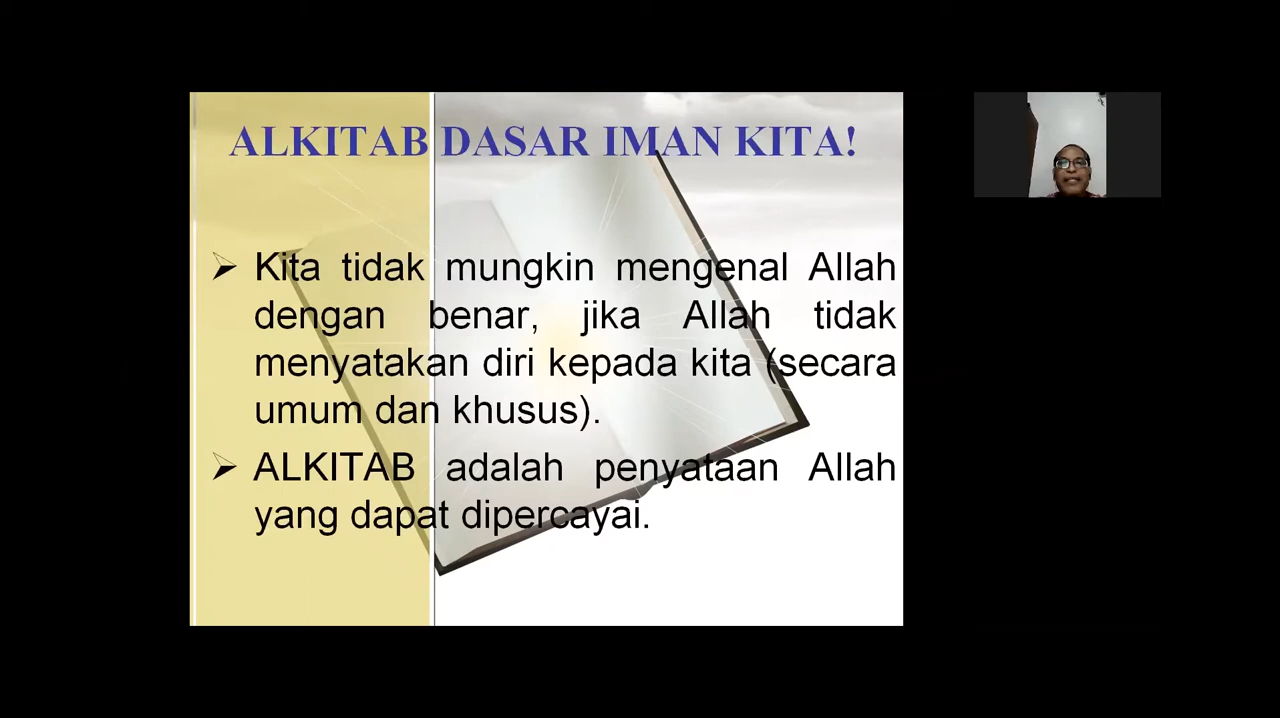 ALKITAB DASAR IMAN KITA!
➢ Kita tidak mungkin mengenal Allah
dengan benar, jika Allah tidak
menyatakan diri kepada kita (secara
umum dan khusus).
➢ ALKITAB adalah penyataan Allah
yang dapat dipercayai.